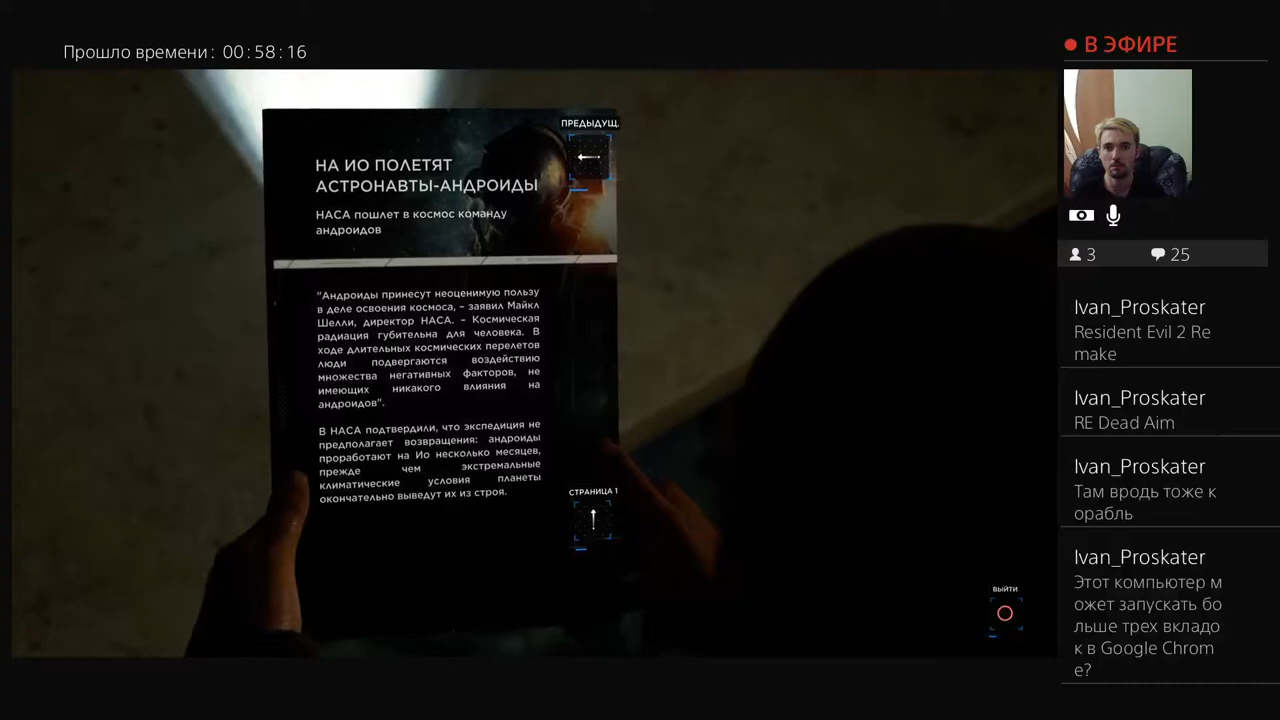 Прошло времени: 00:58:16
В ЭФИРЕ
ПРЕДЫДУЩ.
НА ИО ПОЛЕТЯТ
АСТРОНАВТЫ-АНДРОИДЫ
НАСА пошлет в космос команду
андроидов
"Андроиды принесут неоценимую пользу
в деле освоения космоса, – заявил Майкл
Шелли, директор НАСА. – Космическая
радиация губительна для человека. В
ходе длительных космических перелетов
люди подвергаются воздействию
множества негативных факторов, не
имеющих никакого влияния на
андроидов".
В НАСА подтвердили, что экспедиция не
предполагает возвращения: андроиды
проработают на Ио несколько месяцев,
прежде чем экстремальные
климатические условия планеты
окончательно выведут их из строя.
СТРАНИЦА 1
ВЫЙТИ
3 25
Ivan_Proskater
Resident Evil 2 Re
make
Ivan_Proskater
RE Dead Aim
Ivan_Proskater
Там вродь тоже к
орабль
Ivan_Proskater
Этот компьютер м
ожет запускать бо
льше трех вкладо
к в Google Chrom
e?